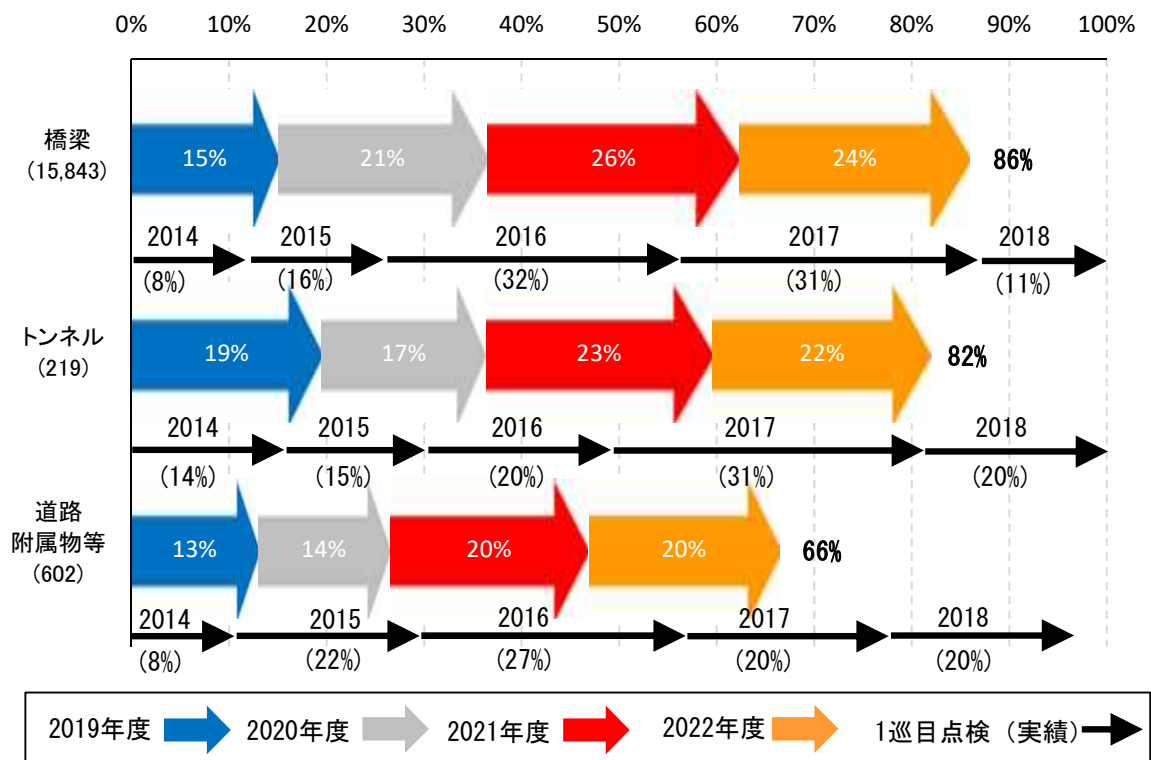 0% 10% 20% 30% 40% 50% 60% 70% 80% 90% 100%
橋梁
(15,843)
15% 21% 26% 24% 86%
2014 2015 2016 2017 2018
(8%) (16%) (32%) (31%) (11%)
トンネル
(219)
19% 17% 23% 22% 82%
2014 2015 2016 2017 2018
(14%) (15%) (20%) (31%) (20%)
道路
附属物等
(602)
13% 14% 20% 20% 66%
2014 2015 2016 2017 2018
(8%) (22%) (27%) (20%) (20%)
2019年度 2020年度 2021年度 2022年度 1巡目点検（実績）